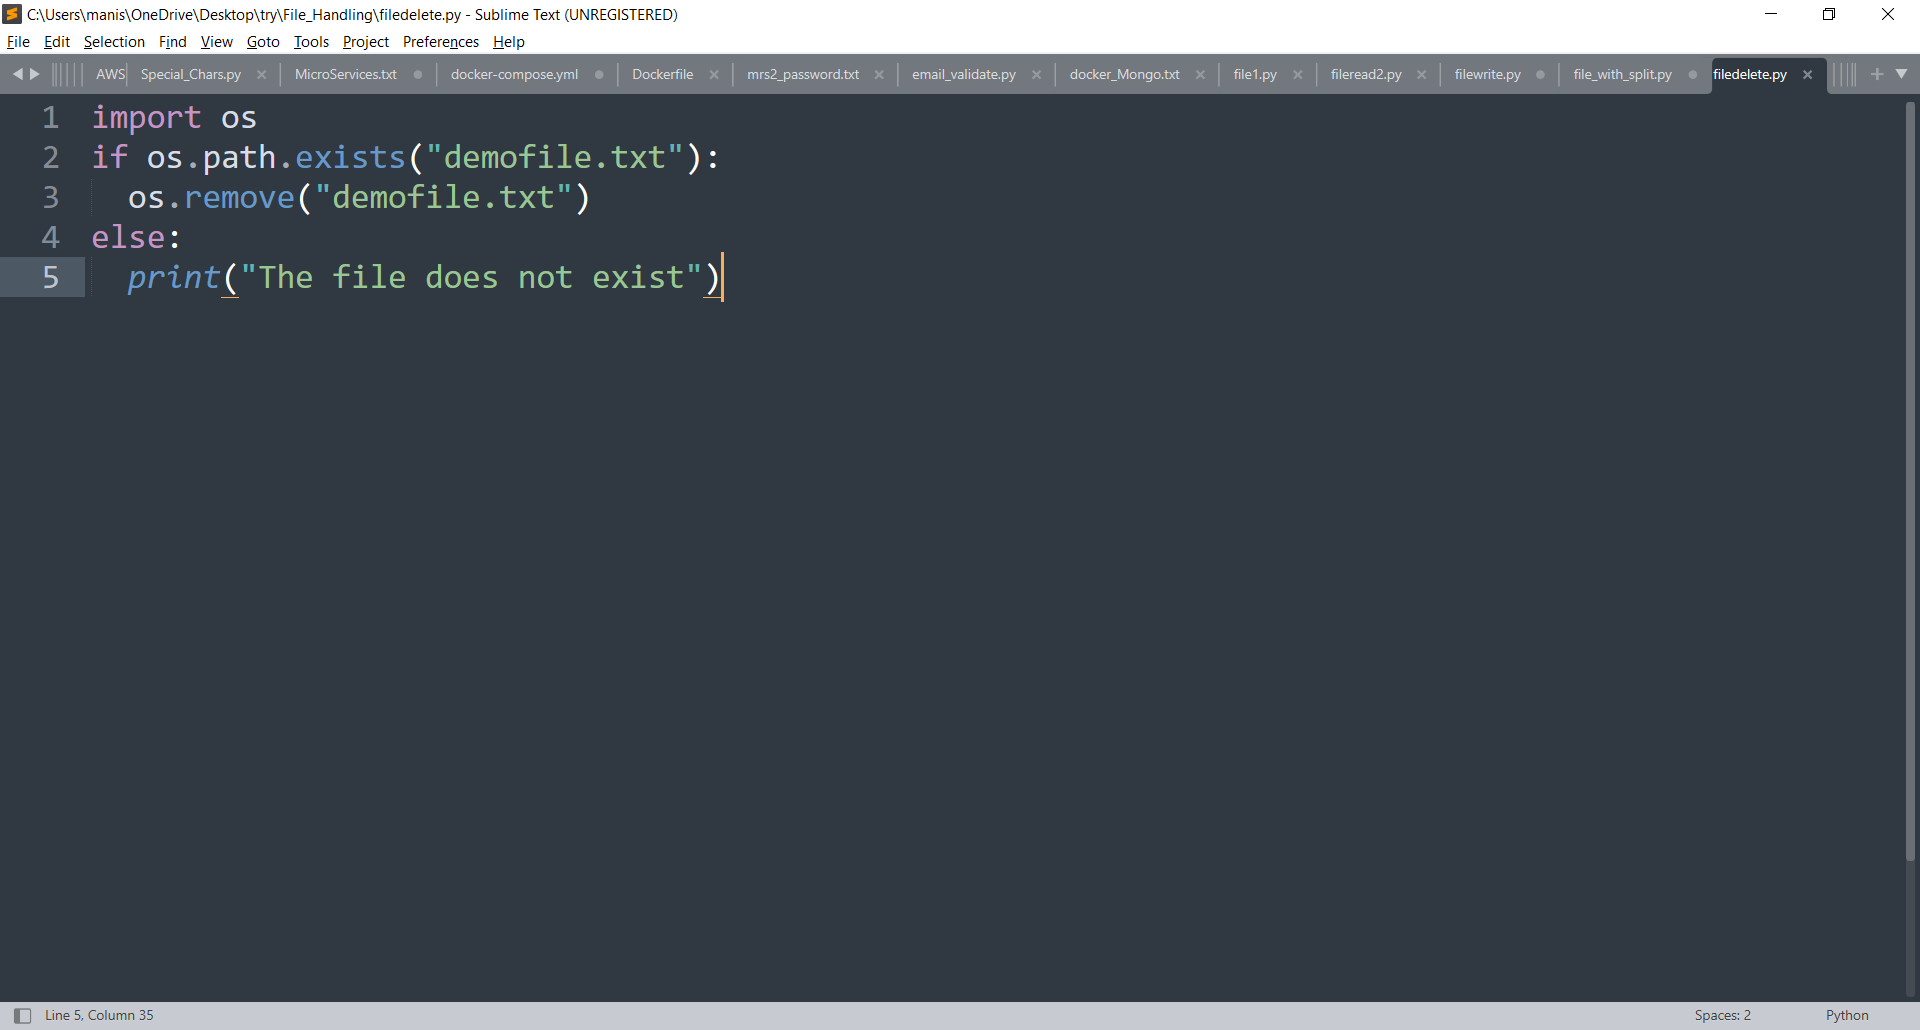 C:\Users\manis\OneDrive\Desktop\try\File_Handling\filedelete.py - Sublime Text (UNREGISTERED)
File Edit Selection Find View Goto Tools Project Preferences Help
AWS Special_Chars.py MicroServices.txt docker-compose.yml Dockerfile mrs2_password.txt email_validate.py docker_Mongo.txt file1.py fileread2.py filewrite.py file_with_split.py filedelete.py
1 import os
2 if os.path.exists("demofile.txt"):
3   os.remove("demofile.txt")
4 else:
5   print("The file does not exist")
Line 5, Column 35 Spaces: 2 Python